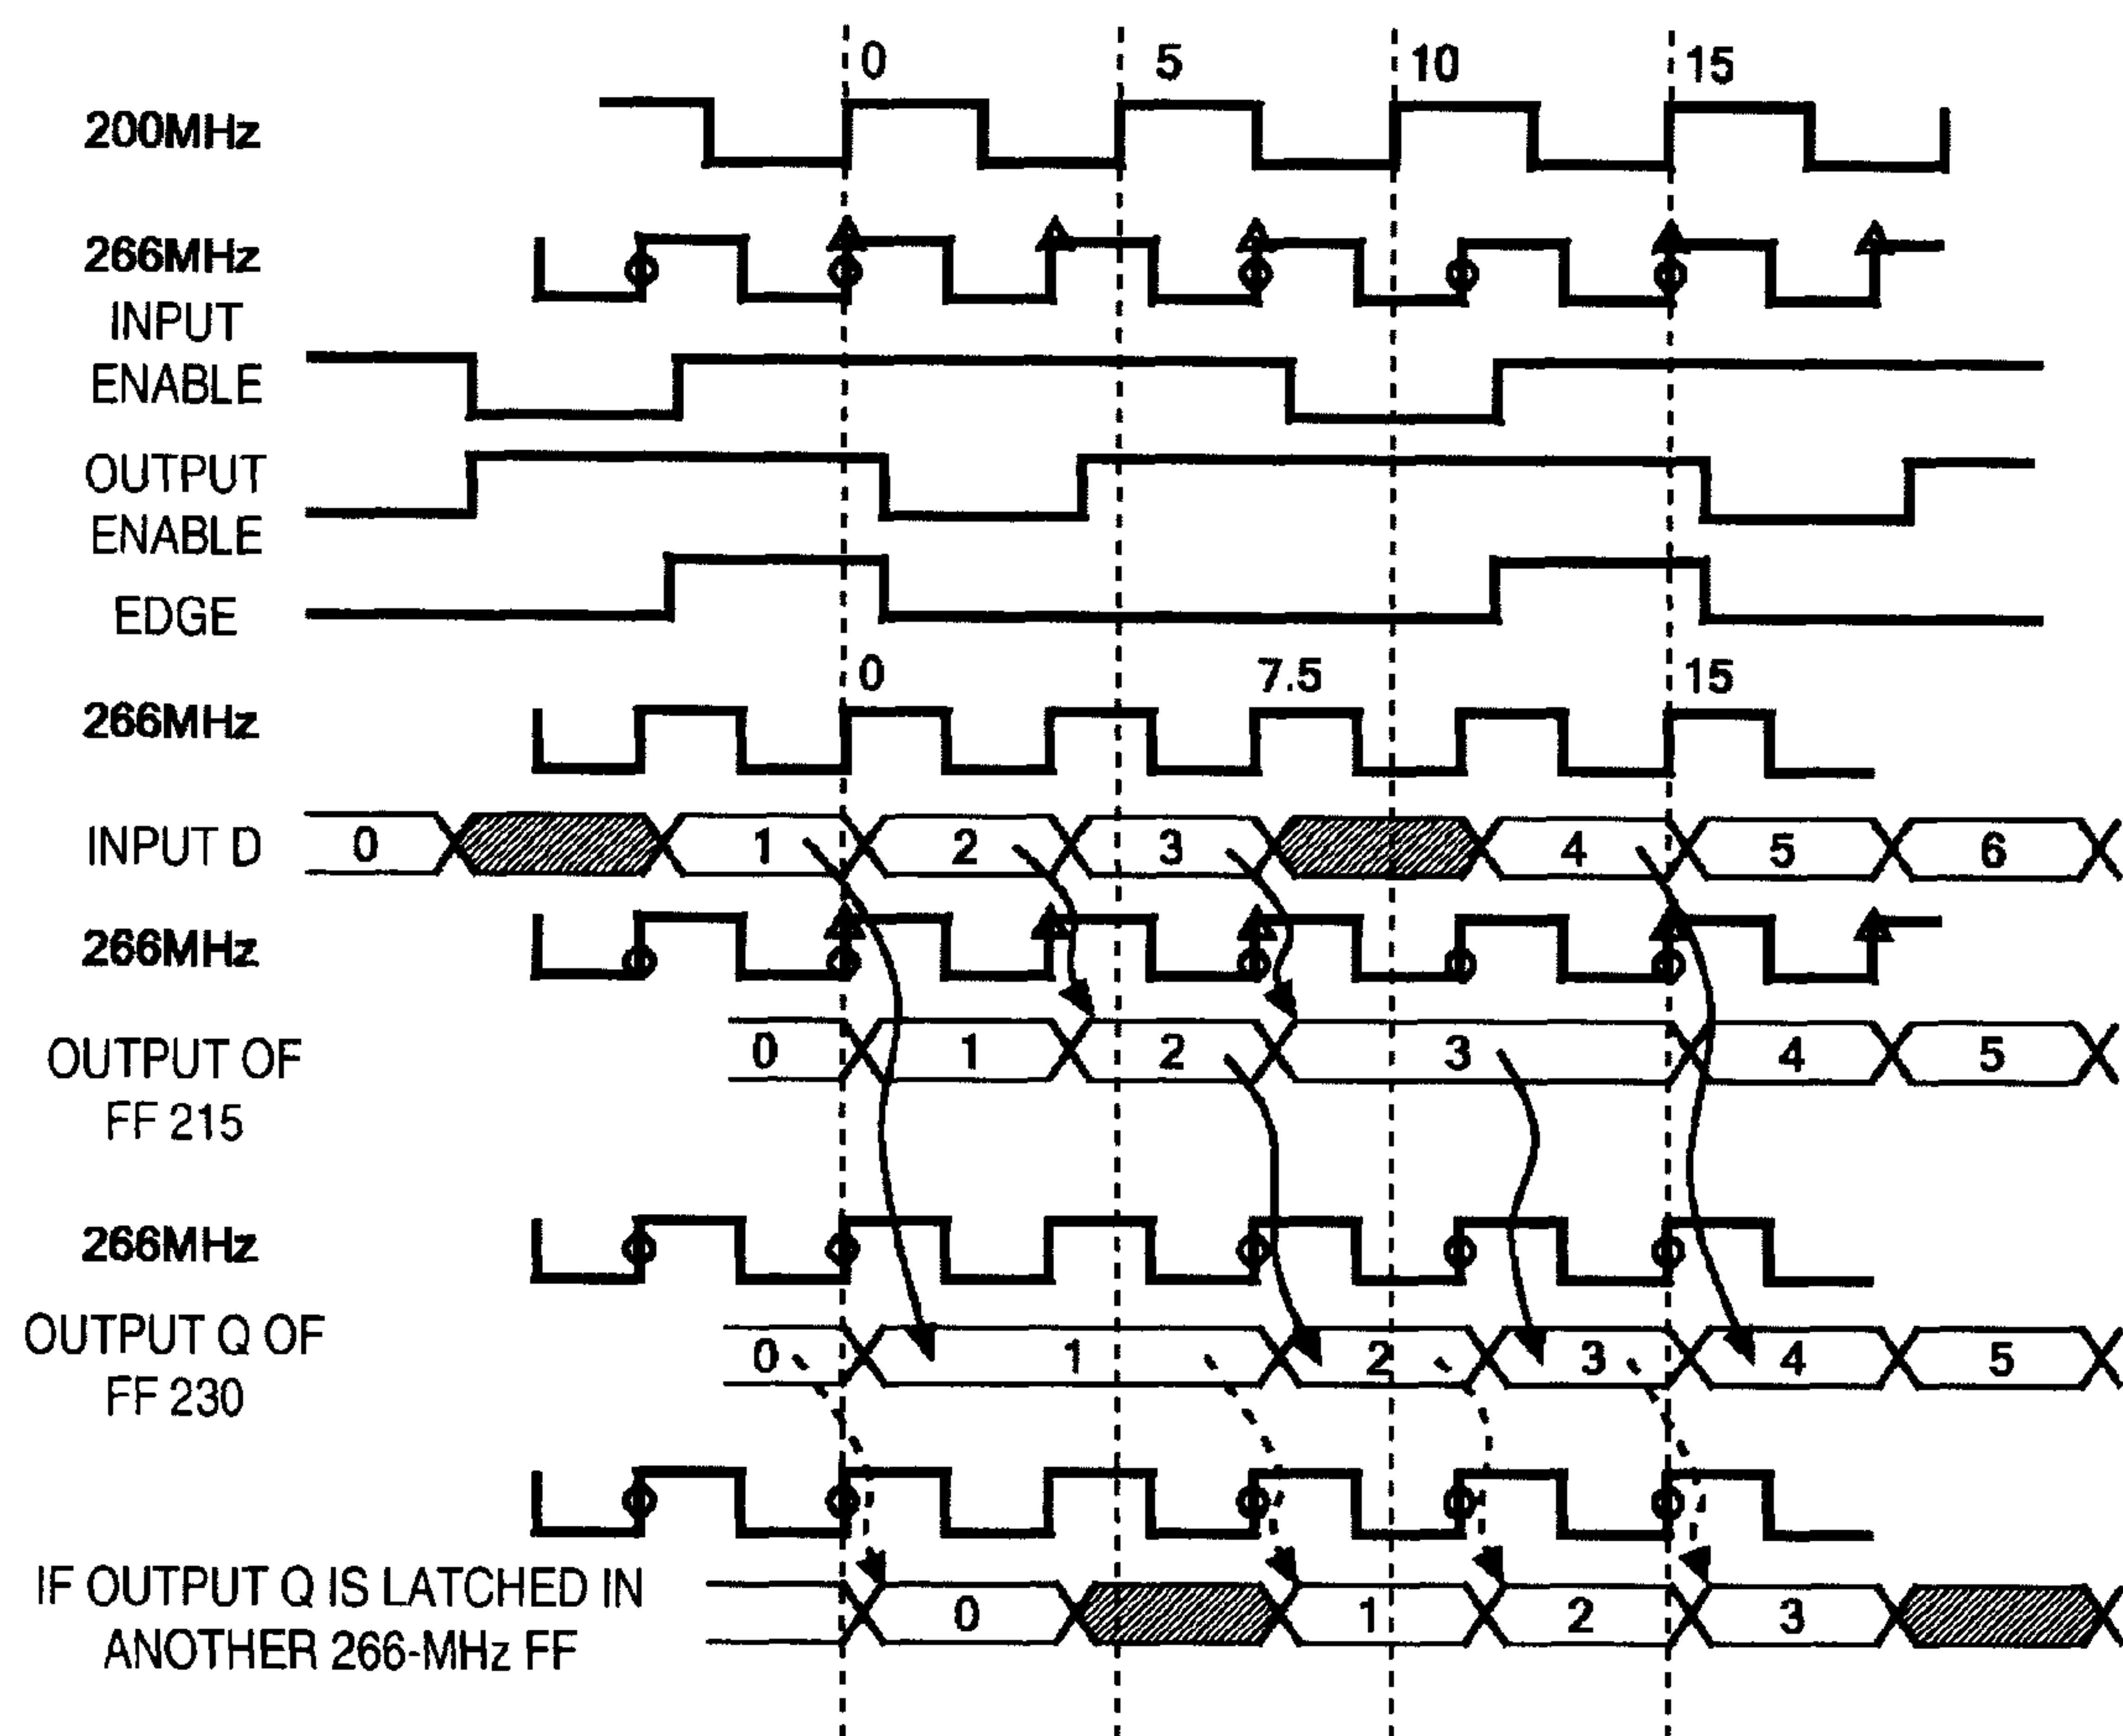 0 5 10 15
200MHz
266MHz
INPUT
ENABLE
OUTPUT
ENABLE
EDGE
0 7.5 15
266MHz
INPUT D 0 1 2 3 4 5 6
266MHz
OUTPUT OF
FF 215
0 1 2 3 4 5
266MHz
OUTPUT Q OF
FF 230
0 1 2 3 4 5
IF OUTPUT Q IS LATCHED IN
ANOTHER 266-MHz FF
0 1 2 3